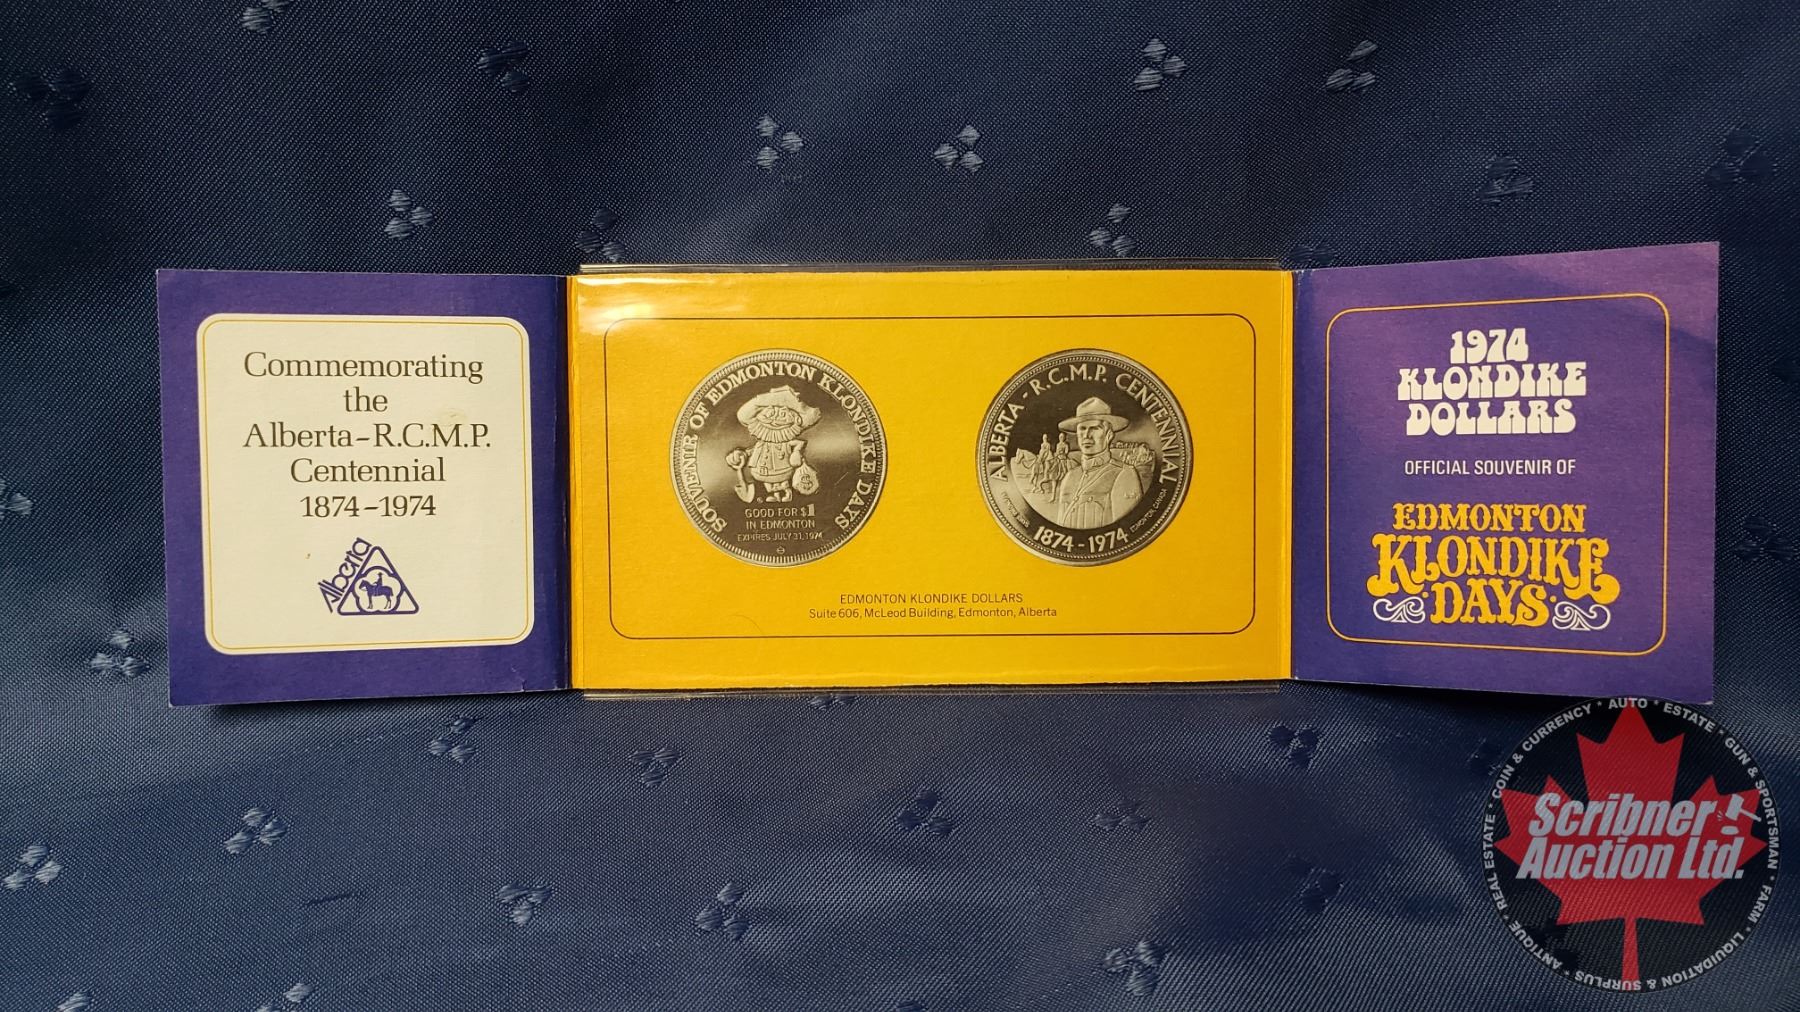 Commemorating
the
Alberta-R.C.M.P.
Centennial
1874-1974
Alberta
SOUVENIR OF EDMONTON KLONDIKE DAYS
GOOD FOR $1
IN EDMONTON
EXPIRES JULY 31, 1974
ALBERTA - R.C.M.P. CENTENNIAL
EDMONTON, CANADA
1874-1974
EDMONTON KLONDIKE DOLLARS
Suite 606, McLeod Building, Edmonton, Alberta
1974
KLONDIKE
DOLLARS
OFFICIAL SOUVENIR OF
EDMONTON
KLONDIKE
DAYS
Scribner
Auction Ltd.
ANTIQUE * REAL ESTATE * COIN & CURRENCY * AUTO * ESTATE * GUN & SPORTSMAN * FARM * LIQUIDATION & SURPLUS *